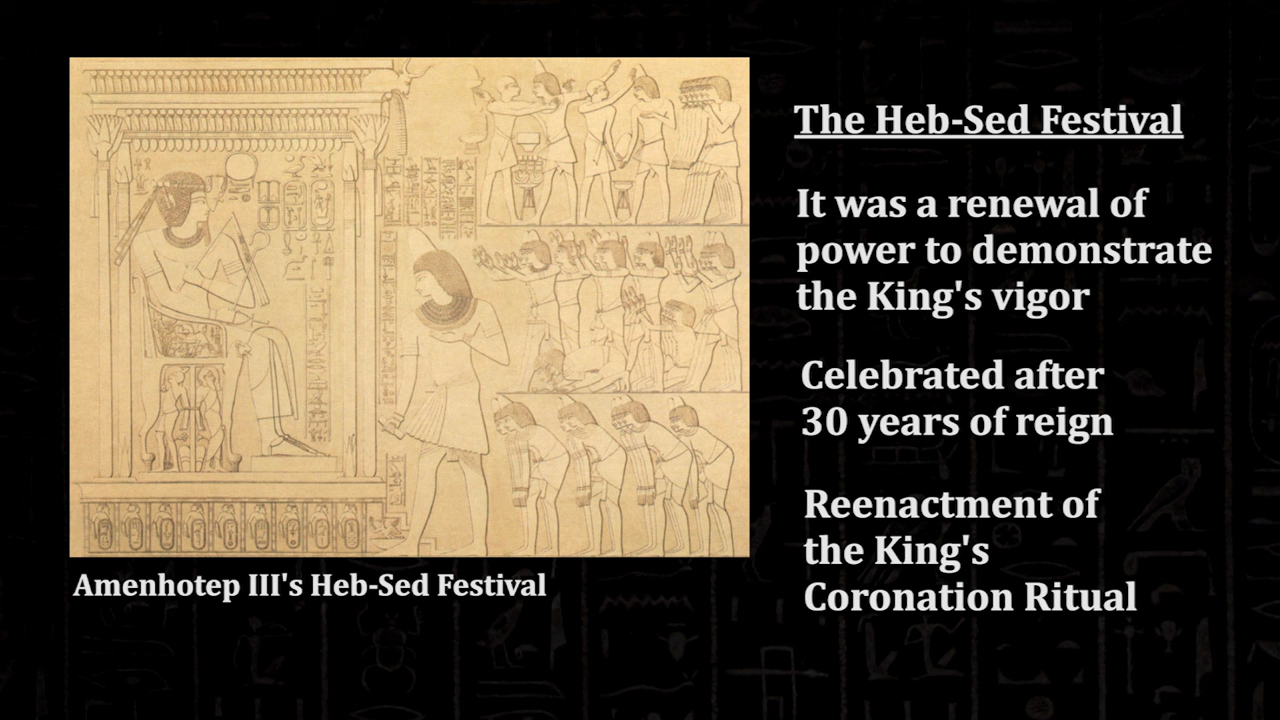 The Heb-Sed Festival
It was a renewal of
power to demonstrate
the King's vigor
Celebrated after
30 years of reign
Reenactment of
the King's
Coronation Ritual
Amenhotep III's Heb-Sed Festival